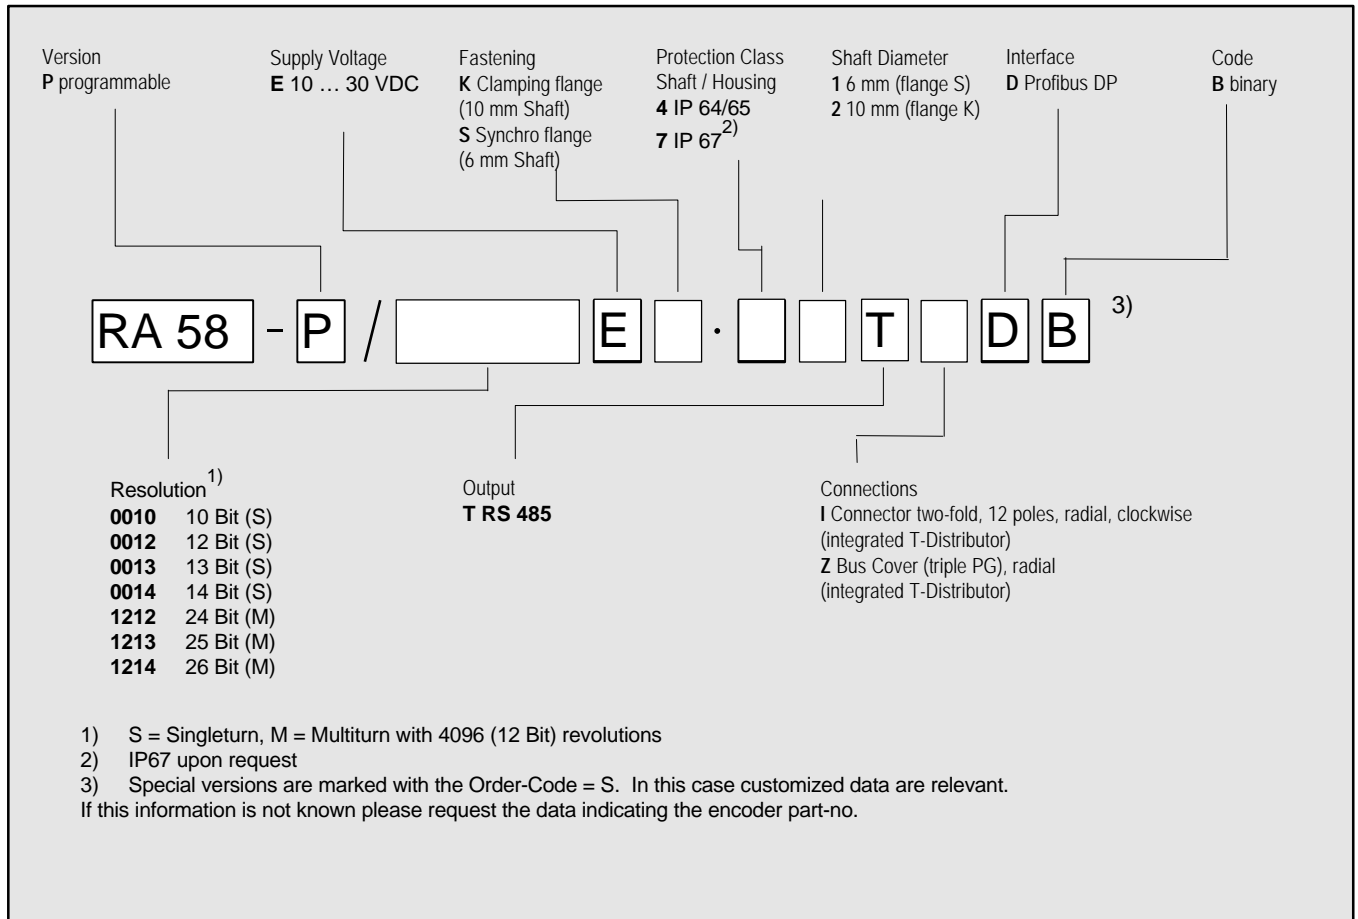 Version
P programmable
Supply Voltage
E 10 … 30 VDC
Fastening
K Clamping flange
(10 mm Shaft)
S Synchro flange
(6 mm Shaft)
Protection Class
Shaft / Housing
4 IP 64/65
7 IP 67 2)
Shaft Diameter
1 6 mm (flange S)
2 10 mm (flange K)
Interface
D Profibus DP
Code
B binary
RA 58 - P / E . T D B 3)
Resolution 1)
0010 10 Bit (S)
0012 12 Bit (S)
0013 13 Bit (S)
0014 14 Bit (S)
1212 24 Bit (M)
1213 25 Bit (M)
1214 26 Bit (M)
Output
T RS 485
Connections
I Connector two-fold, 12 poles, radial, clockwise
(integrated T-Distributor)
Z Bus Cover (triple PG), radial
(integrated T-Distributor)
1) S = Singleturn, M = Multiturn with 4096 (12 Bit) revolutions
2) IP67 upon request
3) Special versions are marked with the Order-Code = S. In this case customized data are relevant.
If this information is not known please request the data indicating the encoder part-no.